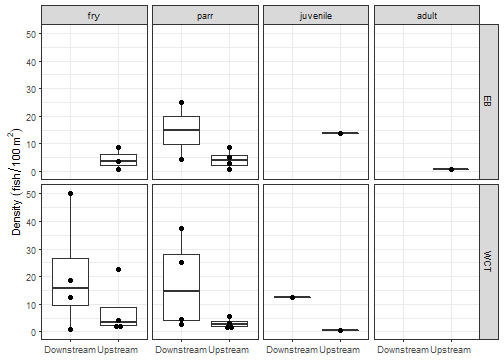 fry parr juvenile adult
50
40
30
20
10
0
EB
Density (fish/100 m²)
50
40
30
20
10
0
WCT
Downstream Upstream Downstream Upstream Downstream Upstream Downstream Upstream